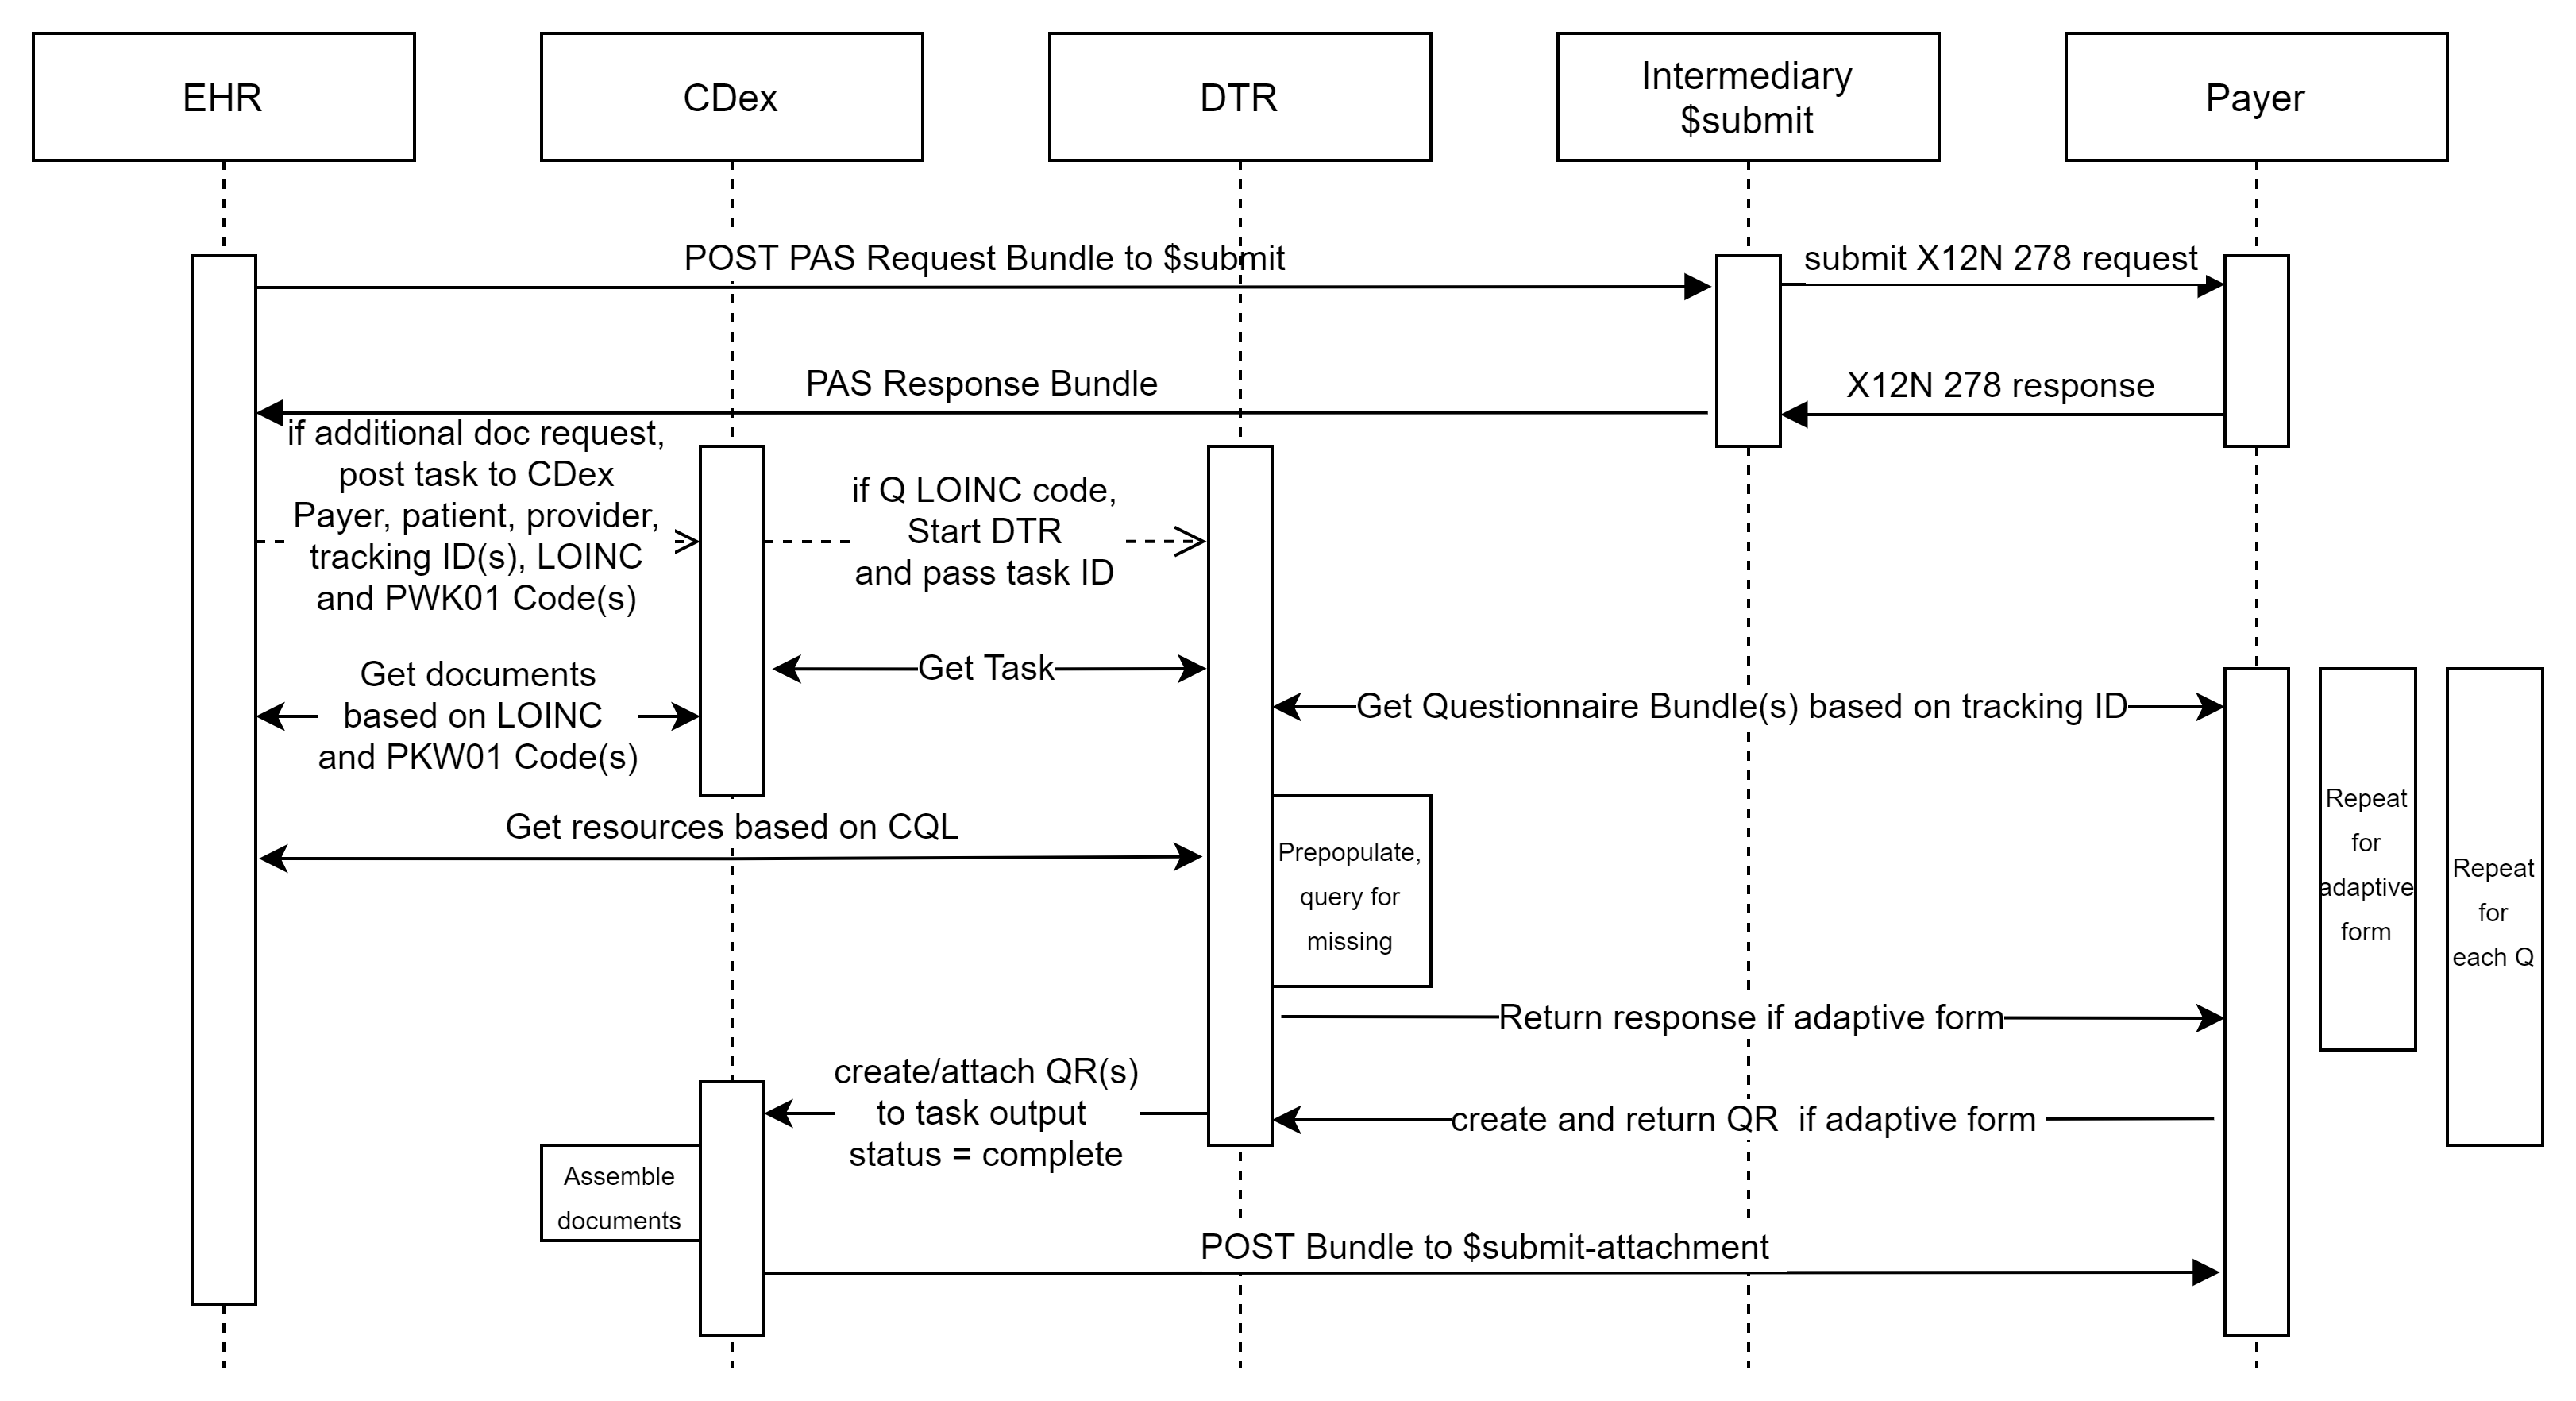 EHR
CDex
DTR
Intermediary
$submit
Payer
POST PAS Request Bundle to $submit
submit X12N 278 request
PAS Response Bundle
X12N 278 response
if additional doc request,
post task to CDex
Payer, patient, provider,
tracking ID(s), LOINC
and PWK01 Code(s)
if Q LOINC code,
Start DTR
and pass task ID
Get Task
Get documents
based on LOINC
and PKW01 Code(s)
Get Questionnaire Bundle(s) based on tracking ID
Get resources based on CQL
Prepopulate,
query for
missing
Repeat
for
adaptive
form
Repeat
for
each Q
Return response if adaptive form
create/attach QR(s)
to task output
status = complete
create and return QR  if adaptive form
Assemble
documents
POST Bundle to $submit-attachment